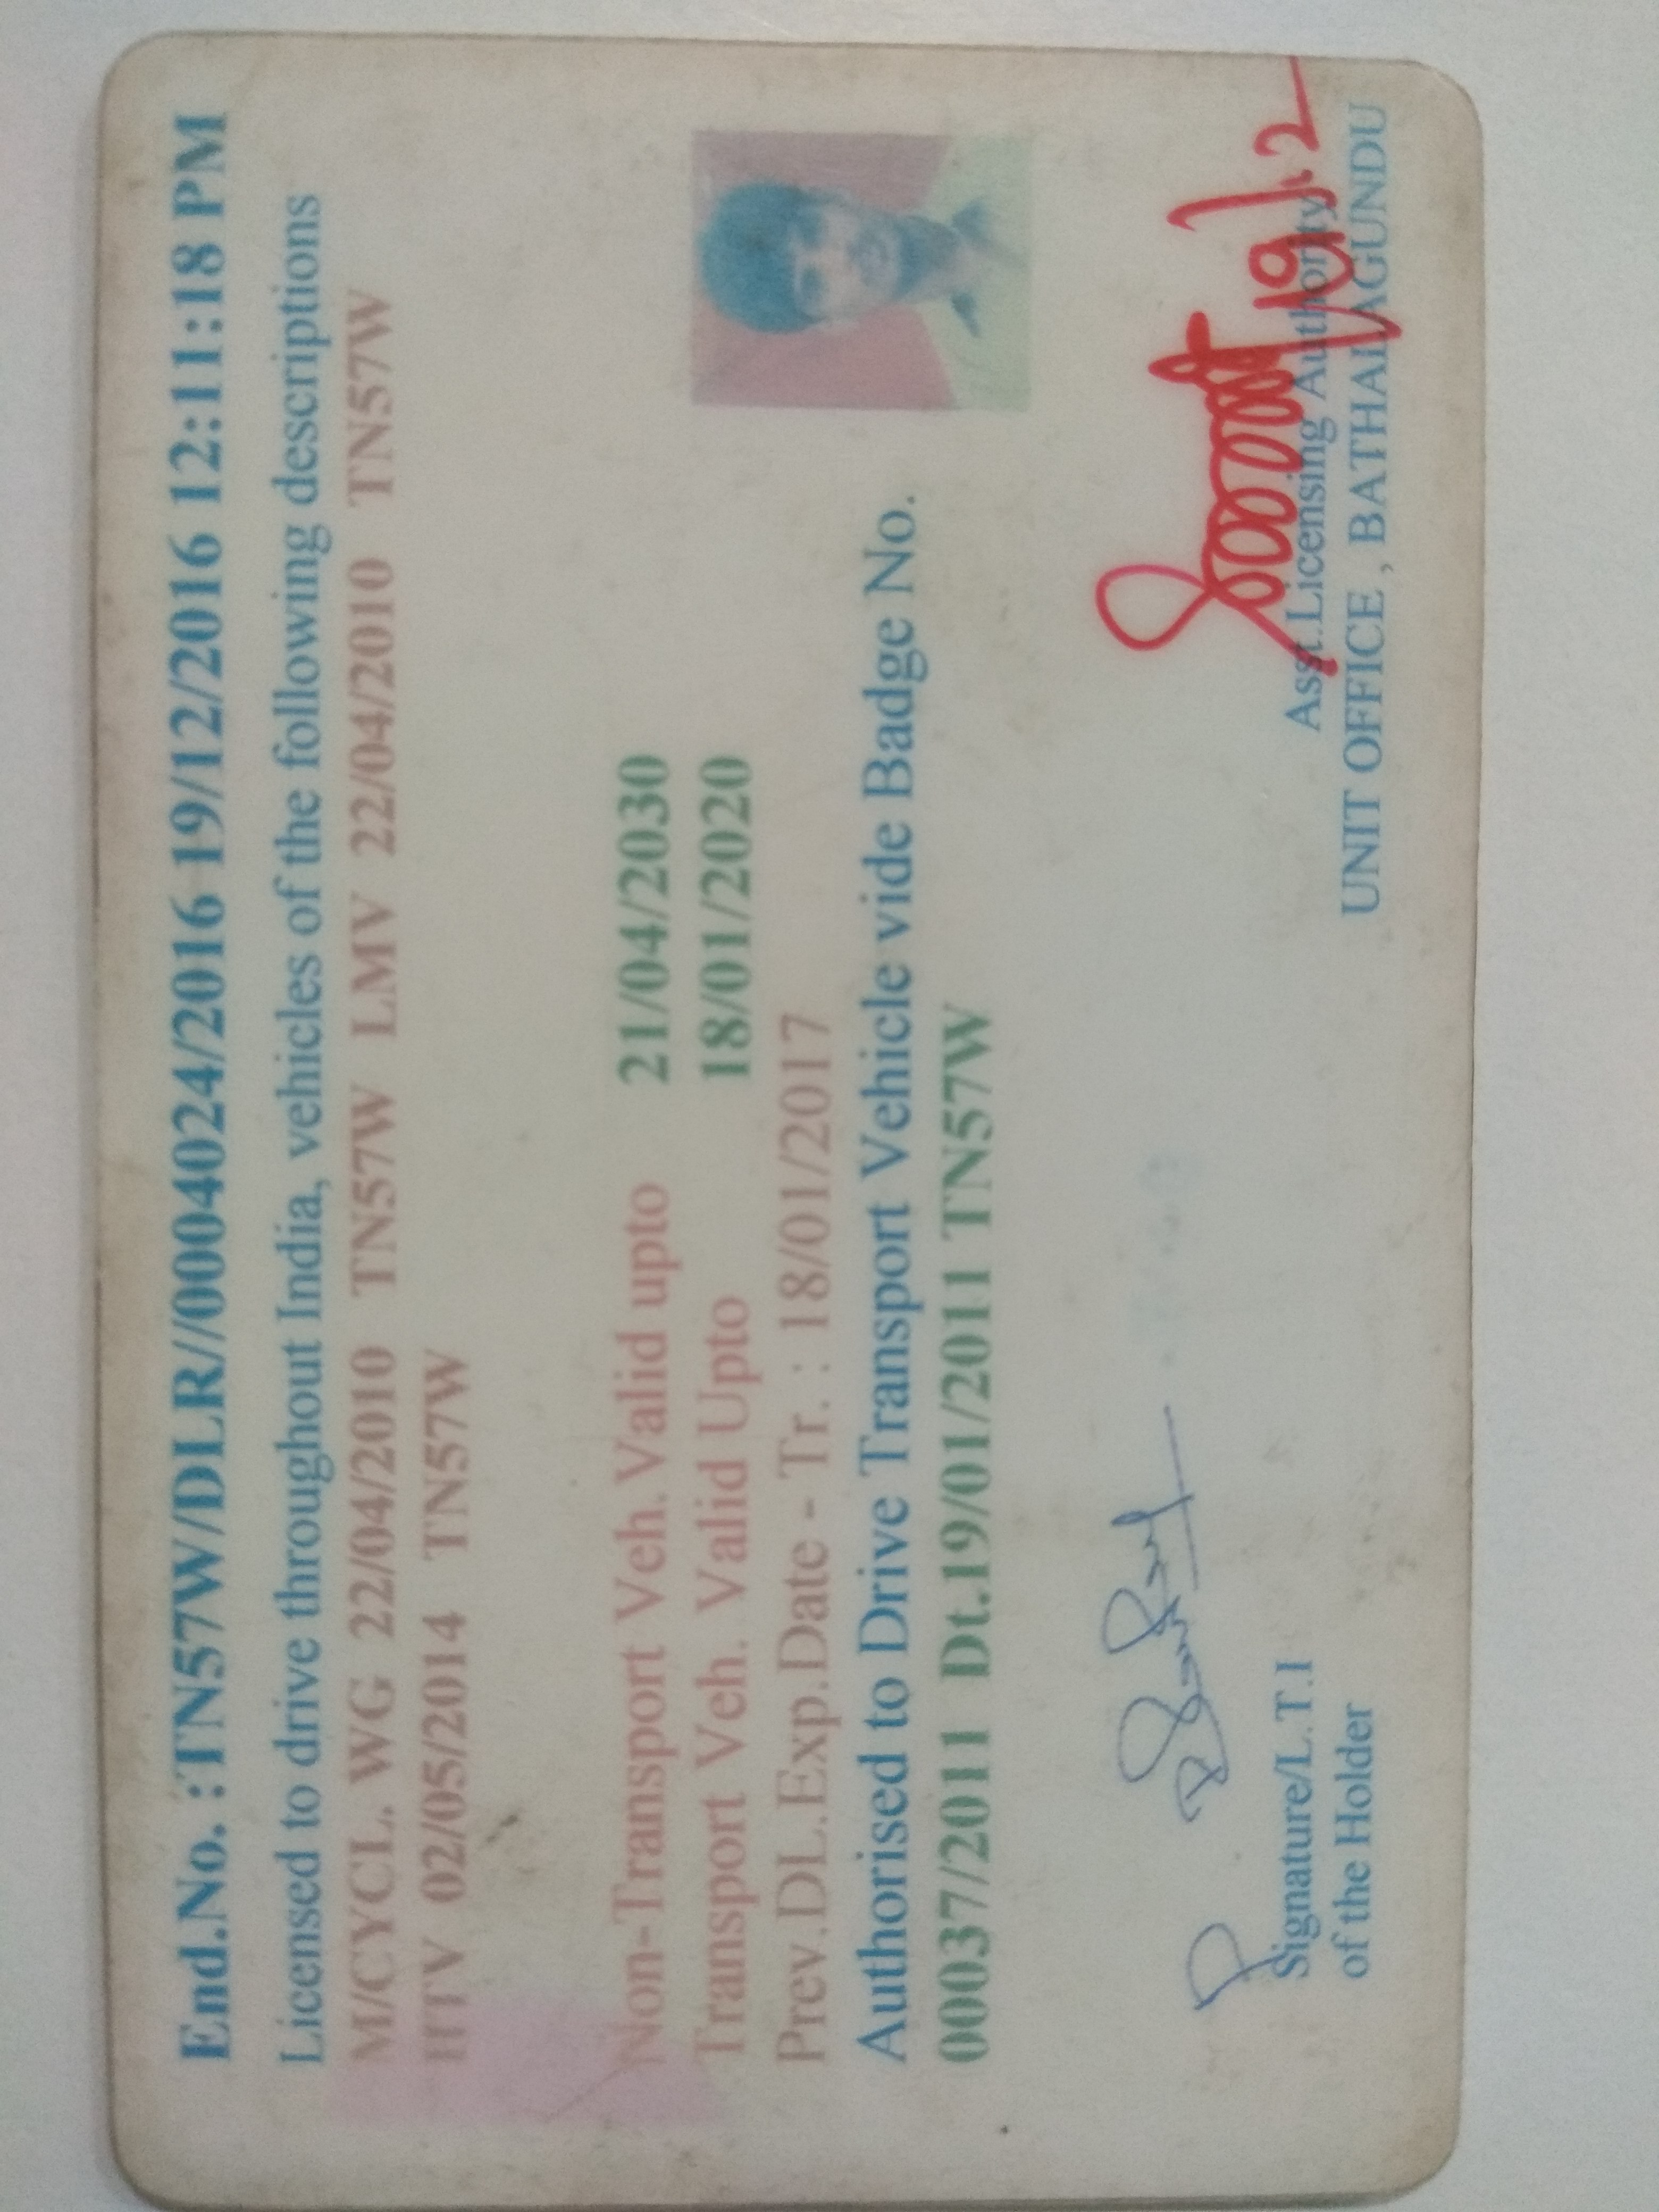 End.No. :TN57W/DLR//0004024/2016 19/12/2016 12:11:18 PM
Licensed to drive throughout India, vehicles of the following descriptions
M/CYCL. WG 22/04/2010 TN57W LMV 22/04/2010 TN57W
HTV 02/05/2014 TN57W
Non-Transport Veh.Valid upto 21/04/2030
Transport Veh. Valid Upto 18/01/2020
Prev.DL.Exp.Date - Tr. : 18/01/2017
Authorised to Drive Transport Vehicle vide Badge No.
00037/2011 Dt.19/01/2011 TN57W
Signature/L.T.I
of the Holder
Asst.Licensing Authority
UNIT OFFICE , BATHALAGUNDU